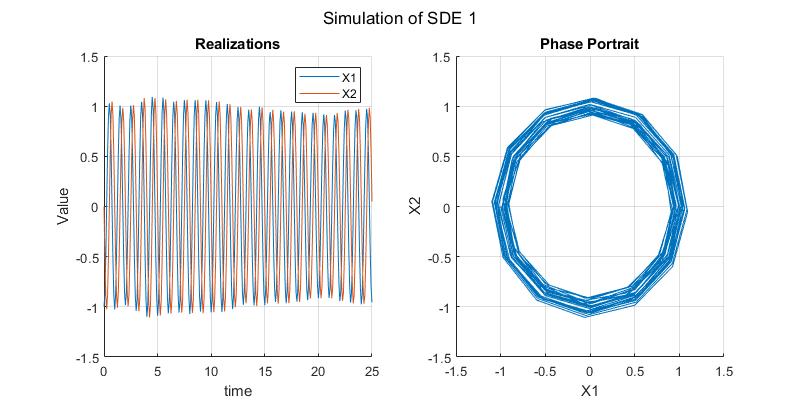 Simulation of SDE 1
Realizations
1.5
1
0.5
0
-0.5
-1
-1.5
0 5 10 15 20 25
Value
time
X1
X2
Phase Portrait
1.5
1
0.5
0
-0.5
-1
-1.5
-1.5 -1 -0.5 0 0.5 1 1.5
X2
X1